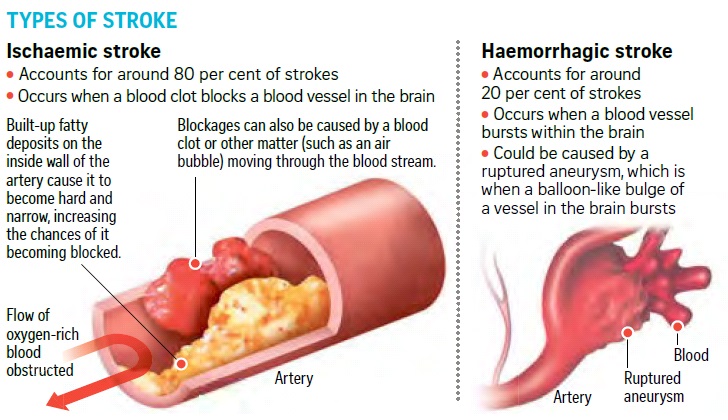 TYPES OF STROKE
Ischaemic stroke
• Accounts for around 80 per cent of strokes
• Occurs when a blood clot blocks a blood vessel in the brain
Built-up fatty
deposits on the
inside wall of the
artery cause it to
become hard and
narrow, increasing
the chances of it
becoming blocked.
Blockages can also be caused by a blood
clot or other matter (such as an air
bubble) moving through the blood stream.
Flow of
oxygen-rich
blood
obstructed
Artery
Haemorrhagic stroke
• Accounts for around
20 per cent of strokes
• Occurs when a blood vessel
bursts within the brain
• Could be caused by a
ruptured aneurysm, which is
when a balloon-like bulge of
a vessel in the brain bursts
Blood
Ruptured
aneurysm
Artery